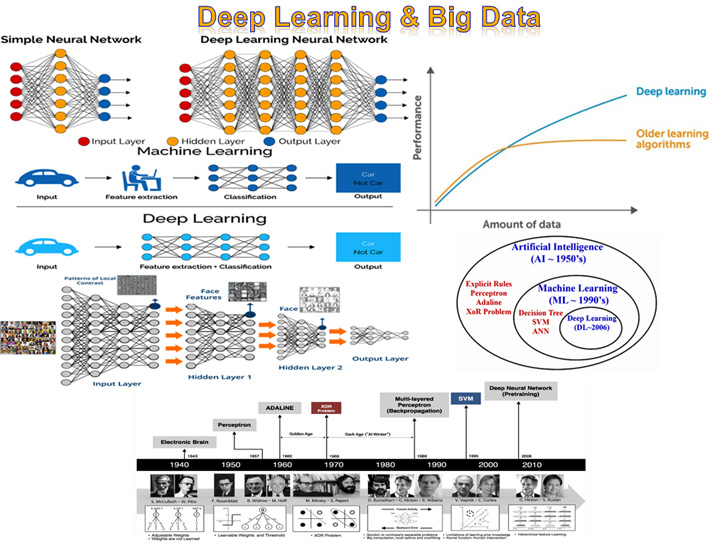 Deep Learning & Big Data
Simple Neural Network
Deep Learning Neural Network
Input Layer
Hidden Layer
Output Layer
Machine Learning
Input
Feature extraction
Classification
Car
Not Car
Output
Deep Learning
Input
Feature extraction + Classification
Car
Not Car
Output
Patterns of Local
Contrast
Face
Features
Face
Input Layer
Hidden Layer 1
Hidden Layer 2
Output Layer
Performance
Deep learning
Older learning
algorithms
Amount of data
Artificial Intelligence
(AI ~ 1950's)
Explicit Rules
Perceptron
Adaline
XoR Problem
Machine Learning
(ML ~ 1990's)
Decision Tree
SVM
ANN
Deep Learning
(DL~2006)
Electronic Brain
Perceptron
ADALINE
XOR
Problem
Multi-layered
Perceptron
(Backpropagation)
SVM
Deep Neural Network
(Pretraining)
Golden Age
Dark Age ("AI Winter")
1943
1957
1960
1969
1986
1995
2006
1940
1950
1960
1970
1980
1990
2000
2010
S. McCulloch - W. Pitts
F. Rosenblatt
B. Widrow - M. Hoff
M. Minsky - S. Papert
D. Rumelhart - G. Hinton - R. Williams
V. Vapnik - C. Cortes
G. Hinton - S. Ruslan
Adjustable Weights
Weights are not Learned
Learnable Weights and Threshold
XOR Problem
Solution to nonlinearly separable problems
Big computation, local optima and overfitting
Limitations of learning prior knowledge
Kernel function: Human Intervention
Hierarchical feature Learning